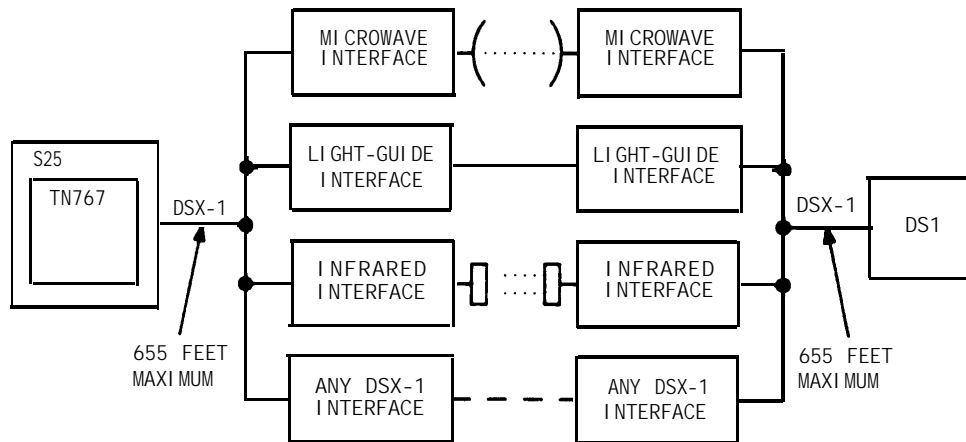 MICROWAVE
INTERFACE
MICROWAVE
INTERFACE
S25
TN767
DSX-1
655 FEET
MAXIMUM
LIGHT-GUIDE
INTERFACE
LIGHT-GUIDE
INTERFACE
INFRARED
INTERFACE
INFRARED
INTERFACE
ANY DSX-1
INTERFACE
ANY DSX-1
INTERFACE
DSX-1
DS1
655 FEET
MAXIMUM